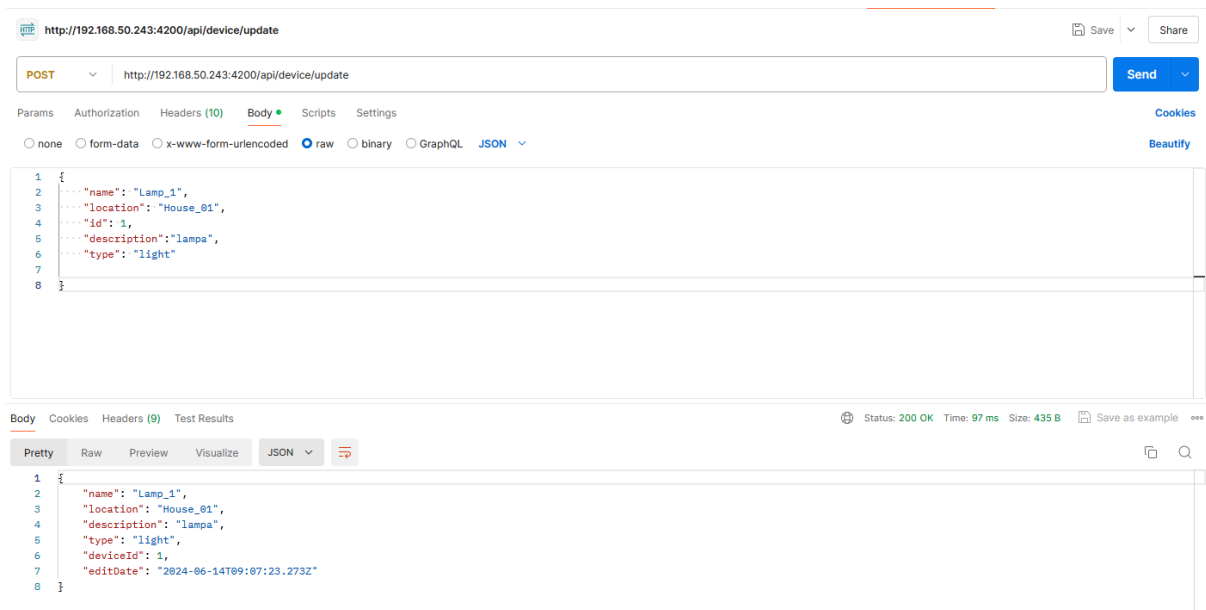 HTTP http://192.168.50.243:4200/api/device/update Save Share
POST http://192.168.50.243:4200/api/device/update Send
Params Authorization Headers (10) Body Scripts Settings Cookies
none form-data x-www-form-urlencoded raw binary GraphQL JSON Beautify
1 {
2 "name": "Lamp_1",
3 "location": "House_01",
4 "id": 1,
5 "description":"lampa",
6 "type": "light"
7
8 }
Body Cookies Headers (9) Test Results Status: 200 OK Time: 97 ms Size: 435 B Save as example
Pretty Raw Preview Visualize JSON
1 {
2 "name": "Lamp_1",
3 "location": "House_01",
4 "description": "lampa",
5 "type": "light",
6 "deviceId": 1,
7 "editDate": "2024-06-14T09:07:23.273Z"
8 }